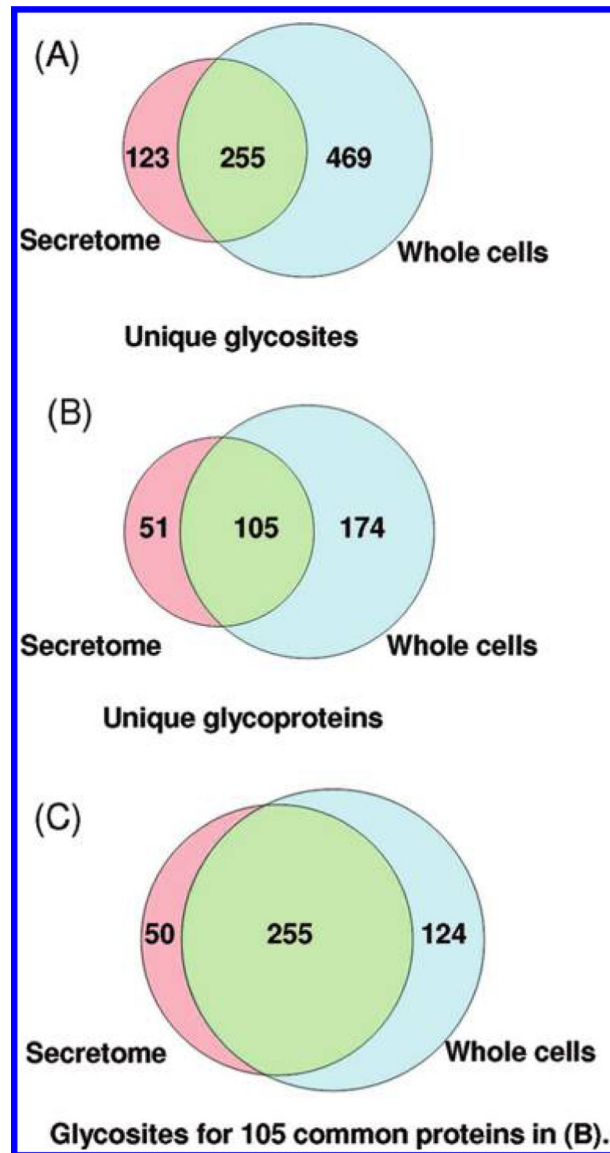 (A)
123 255 469
Secretome
Whole cells
Unique glycosites
(B)
51 105 174
Secretome Whole cells
Unique glycoproteins
(C)
50 255 124
Secretome Whole cells
Glycosites for 105 common proteins in (B).